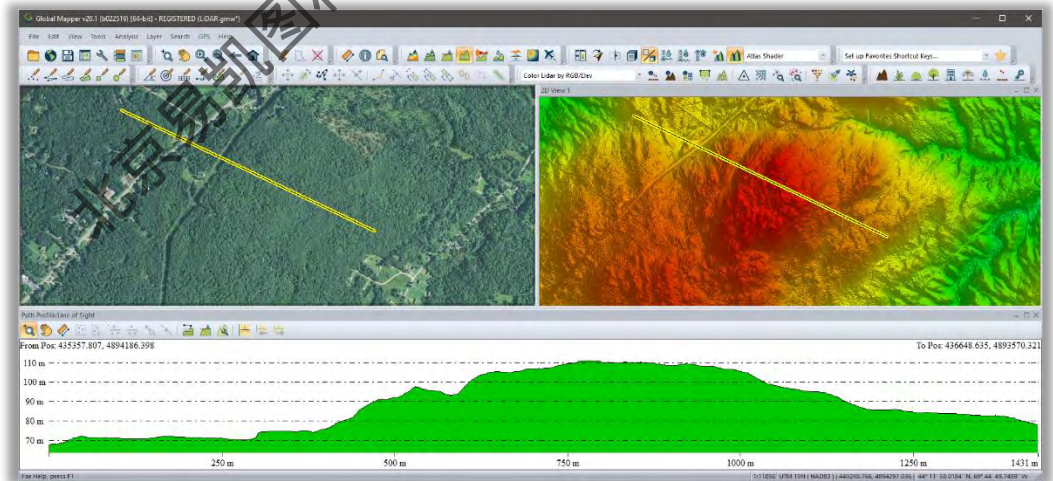 Global Mapper v20.1 (b022519) [64-bit] - REGISTERED (LiDAR.gmw*)
File Edit View Tools Analysis Layer Search GPS Help
Atlas Shader
Set up Favorites Shortcut Keys...
Color Lidar by RGB/Elev
2D View 1
北京易凯图
Path Profile/Line of Sight
From Pos: 435357.807, 4894186.398
To Pos: 436648.635, 4893570.321
110 m
100 m
90 m
80 m
70 m
250 m
500 m
750 m
1000 m
1250 m
1431 m
For Help, press F1